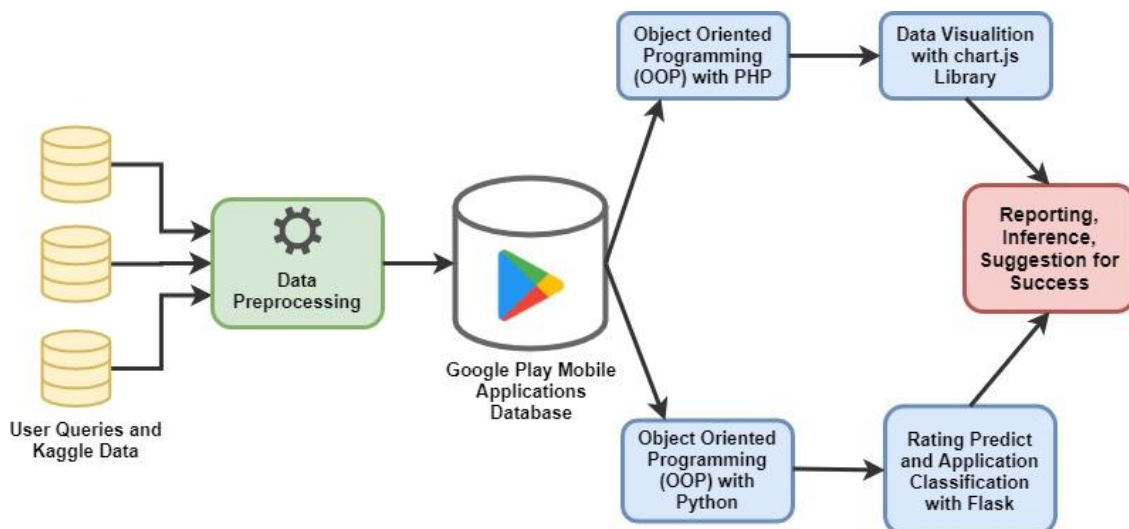 User Queries and
Kaggle Data
Data
Preprocessing
Google Play Mobile
Applications
Database
Object Oriented
Programming
(OOP) with PHP
Data Visualition
with chart.js
Library
Object Oriented
Programming
(OOP) with
Python
Rating Predict
and Application
Classification
with Flask
Reporting,
Inference,
Suggestion for
Success